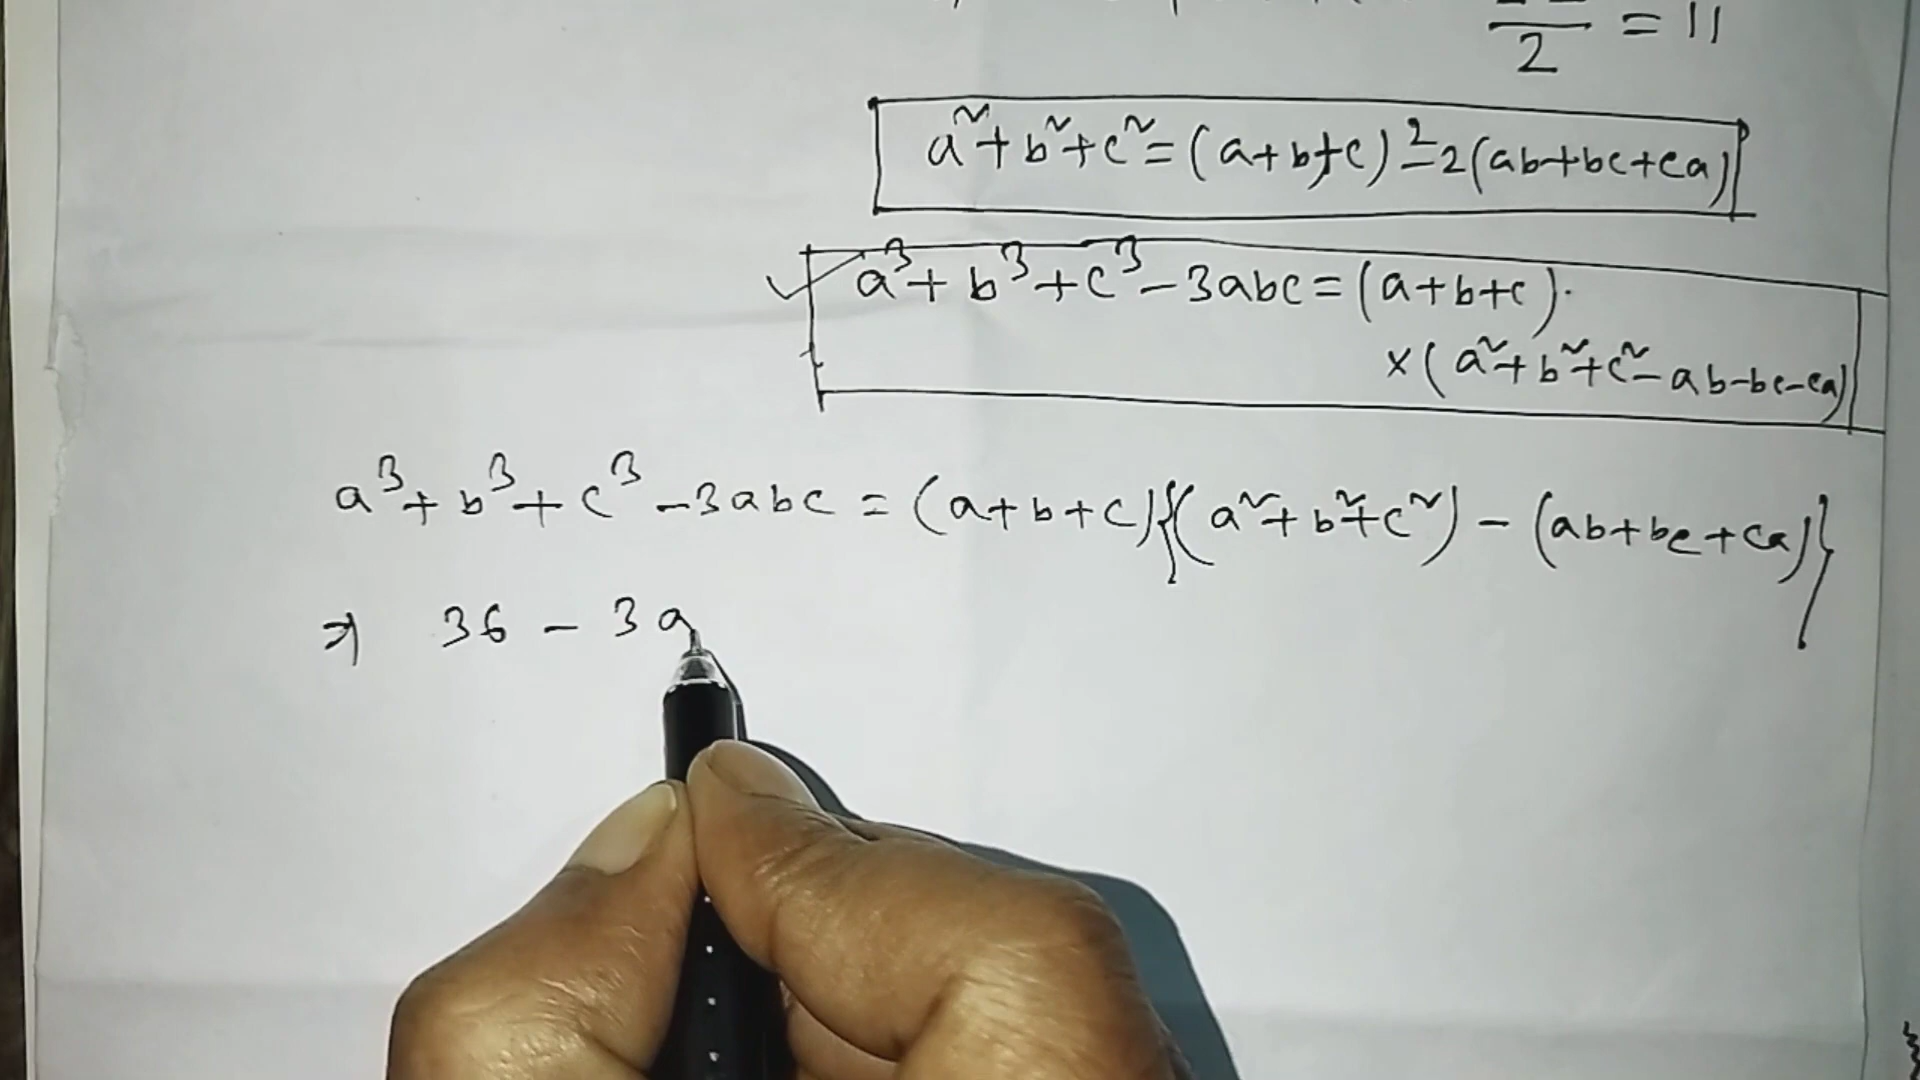 /2 = 11
a²+b²+c²=(a+b+c)²-2(ab+bc+ca)
a³+b³+c³-3abc=(a+b+c).
×(a²+b²+c²-ab-bc-ca)
a³+b³+c³-3abc=(a+b+c){(a²+b²+c²)-(ab+bc+ca)}
⇒ 36 - 3a